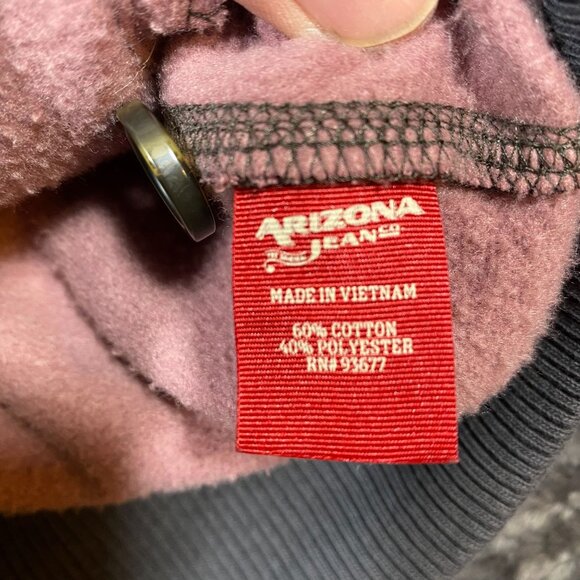 ARIZONA
JEAN CO
MADE IN VIETNAM
60% COTTON
40% POLYESTER
RN# 93677